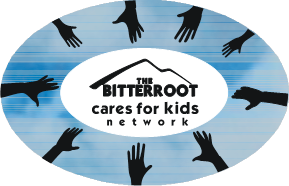 THE
BITTERROOT
cares for kids
network